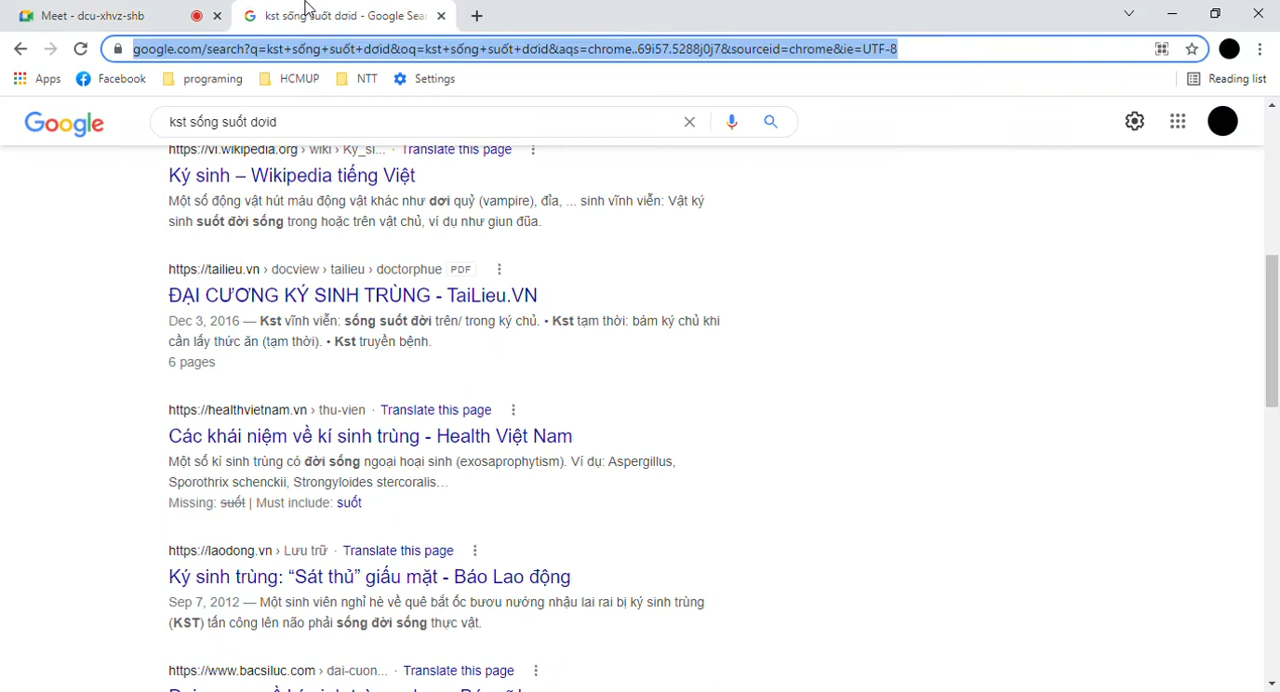 Meet - dcu-xhvz-shb
kst sống suốt dơid - Google Sear
google.com/search?q=kst+sống+suốt+dơid&oq=kst+sống+suốt+dơid&aqs=chrome..69i57.5288j0j7&sourceid=chrome&ie=UTF-8
Apps Facebook programing HCMUP NTT Settings Reading list
Google kst sống suốt dơid
https://vi.wikipedia.org › wiki › Ký_si... · Translate this page
Ký sinh – Wikipedia tiếng Việt
Một số động vật hút máu động vật khác như dơi quỷ (vampire), đỉa, ... sinh vĩnh viễn: Vật ký
sinh suốt đời sống trong hoặc trên vật chủ, ví dụ như giun đũa.
https://tailieu.vn › docview › tailieu › doctorphue PDF
ĐẠI CƯƠNG KÝ SINH TRÙNG - TaiLieu.VN
Dec 3, 2016 — Kst vĩnh viễn: sống suốt đời trên/ trong ký chủ. • Kst tạm thời: bám ký chủ khi
cần lấy thức ăn (tạm thời). • Kst truyền bệnh.
6 pages
https://healthvietnam.vn › thu-vien · Translate this page
Các khái niệm về kí sinh trùng - Health Việt Nam
Một số kí sinh trùng có đời sống ngoại hoại sinh (exosaprophytism). Ví dụ: Aspergillus,
Sporothrix schenckii, Strongyloides stercoralis…
Missing: suốt | Must include: suốt
https://laodong.vn › Lưu trữ · Translate this page
Ký sinh trùng: “Sát thủ” giấu mặt - Báo Lao động
Sep 7, 2012 — Một sinh viên nghỉ hè về quê bắt ốc bươu nướng nhậu lai rai bị ký sinh trùng
(KST) tấn công lên não phải sống đời sống thực vật.
https://www.bacsiluc.com › dai-cuon... · Translate this page